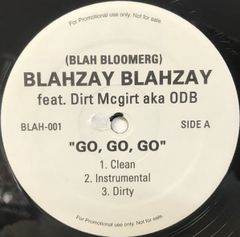 For Promotional use only. Not for sale.
(BLAH BLOOMERG)
BLAHZAY BLAHZAY
feat. Dirt Mcgirt aka ODB
BLAH-001
SIDE A
"GO, GO, GO"
1. Clean
2. Instrumental
3. Dirty
For Promotional use only. Not for sale.